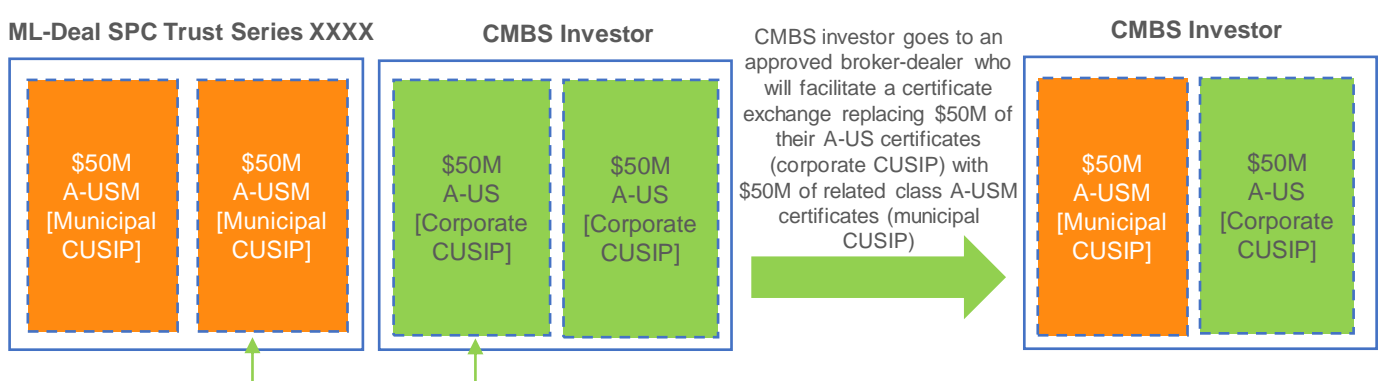 ML-Deal SPC Trust Series XXXX
$50M
A-USM
[Municipal
CUSIP]
$50M
A-USM
[Municipal
CUSIP]
CMBS Investor
$50M
A-US
[Corporate
CUSIP]
$50M
A-US
[Corporate
CUSIP]
CMBS investor goes to an
approved broker-dealer who
will facilitate a certificate
exchange replacing $50M of
their A-US certificates
(corporate CUSIP) with
$50M of related class A-USM
certificates (municipal
CUSIP)
CMBS Investor
$50M
A-USM
[Municipal
CUSIP]
$50M
A-US
[Corporate
CUSIP]